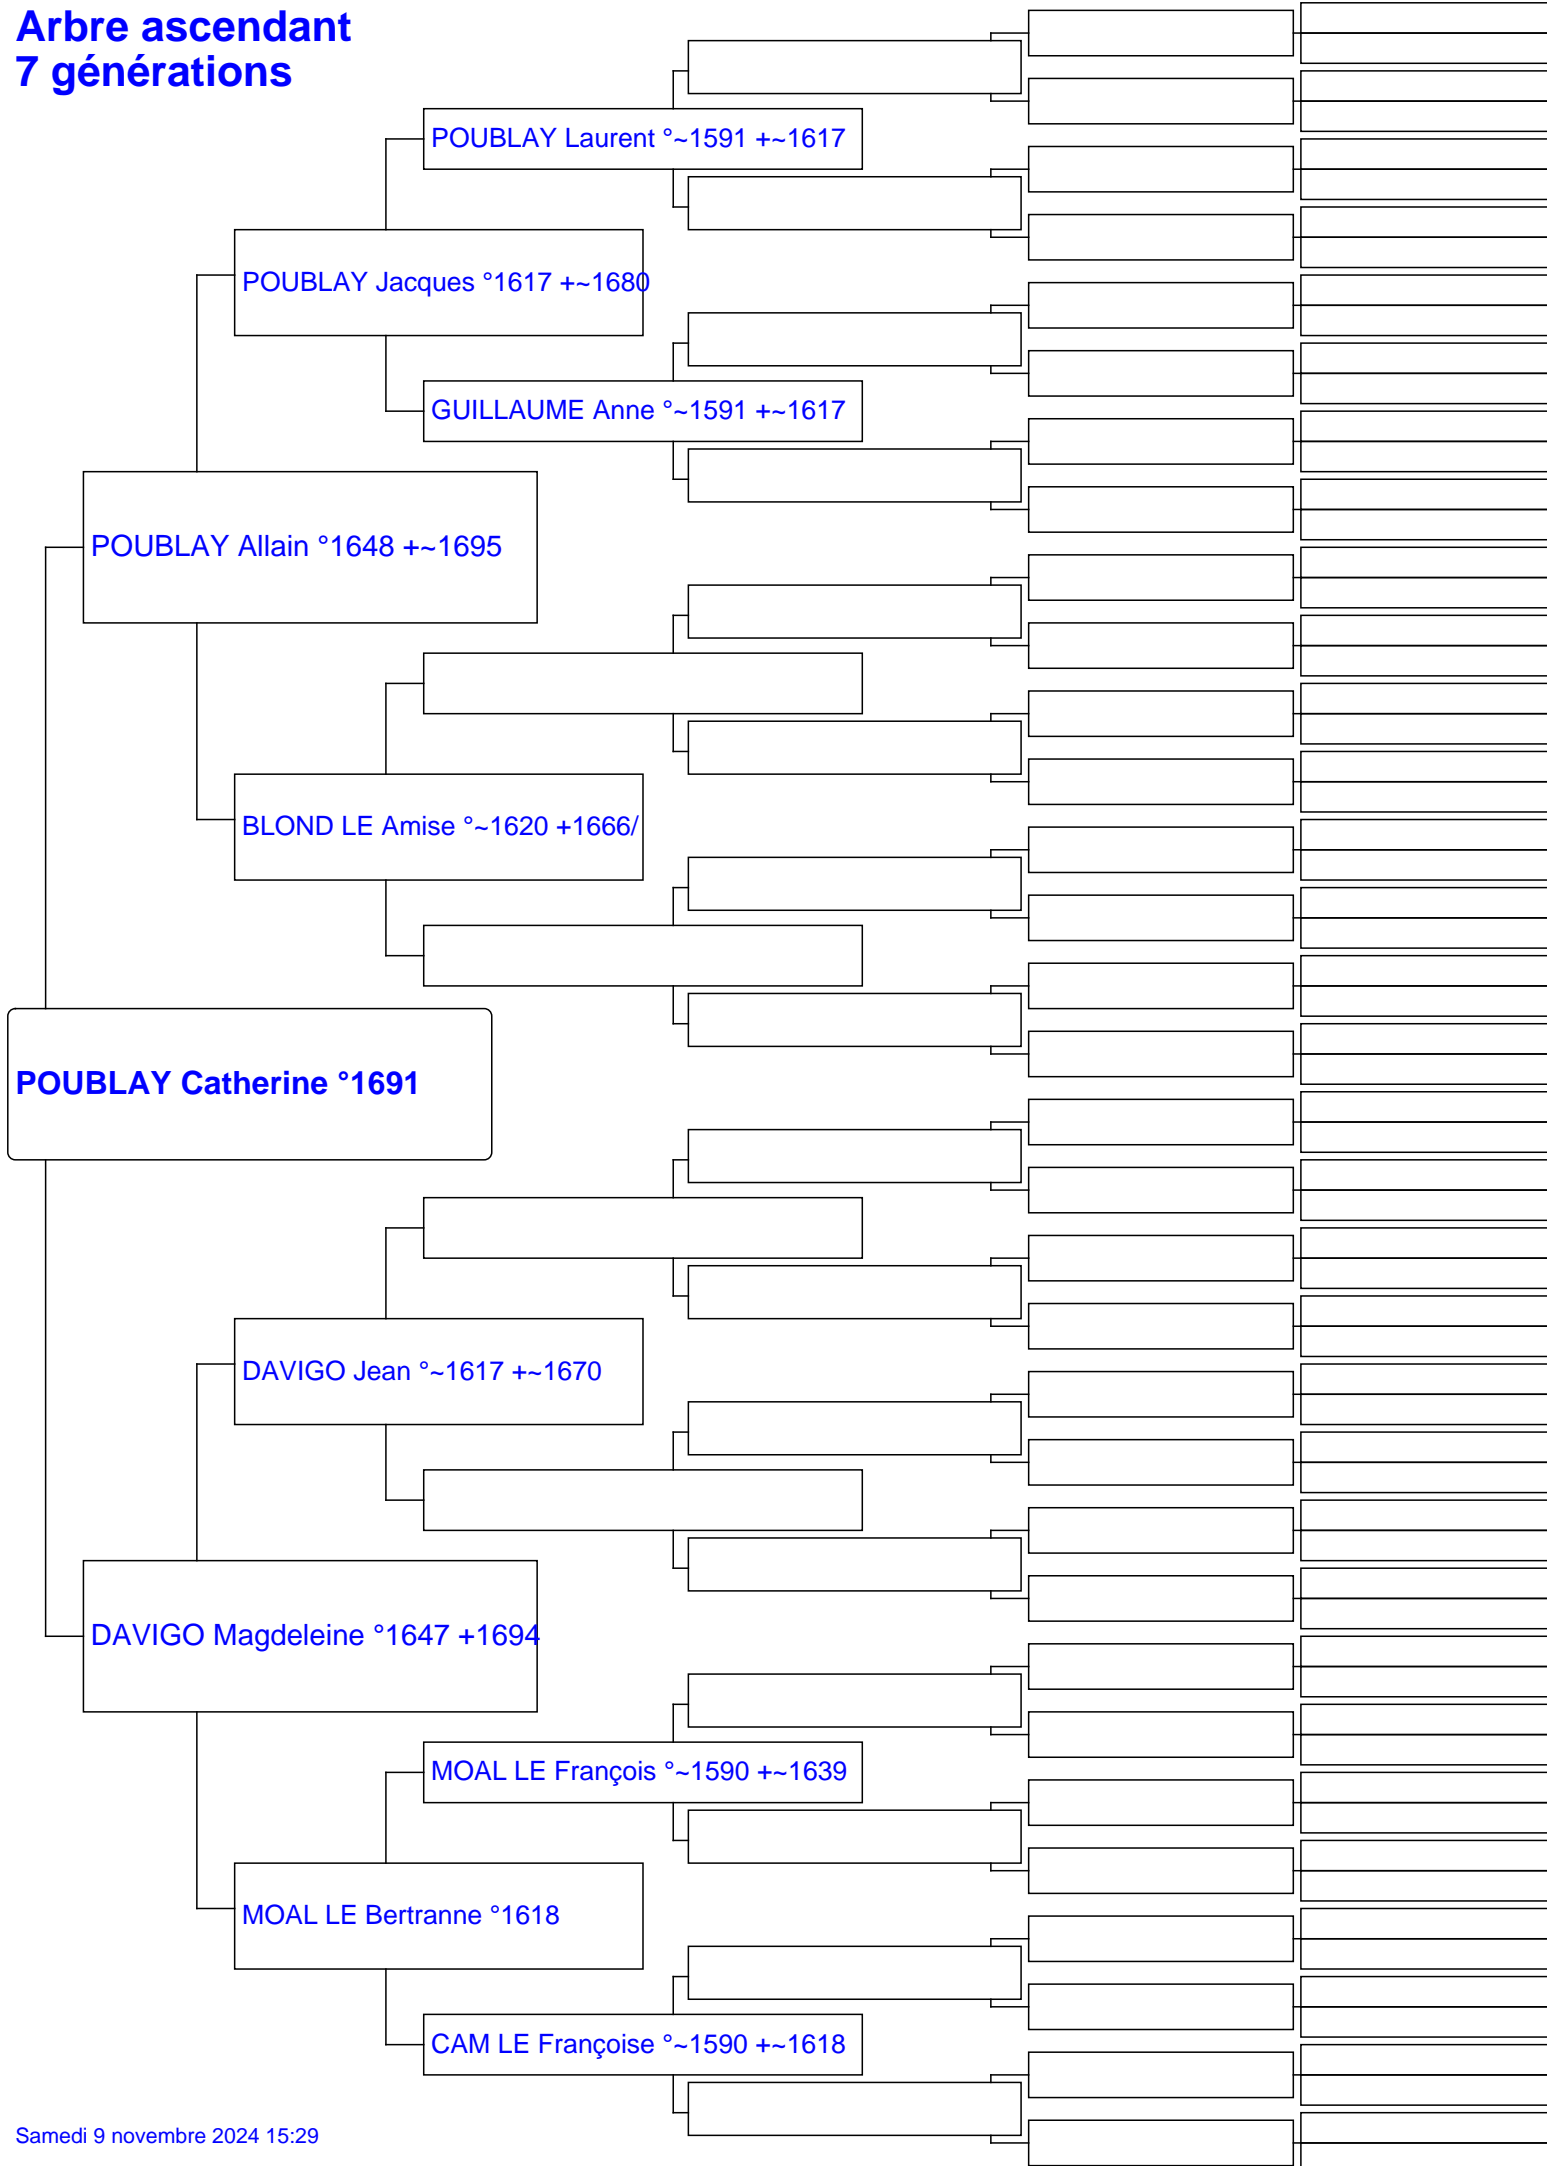 Arbre ascendant
7 générations
POUBLAY Laurent °~1591 +~1617
POUBLAY Jacques °1617 +~1680
GUILLAUME Anne °~1591 +~1617
POUBLAY Allain °1648 +~1695
BLOND LE Amise °~1620 +1666/
POUBLAY Catherine °1691
DAVIGO Jean °~1617 +~1670
DAVIGO Magdeleine °1647 +1694
MOAL LE François °~1590 +~1639
MOAL LE Bertranne °1618
CAM LE Françoise °~1590 +~1618
Samedi 9 novembre 2024 15:29